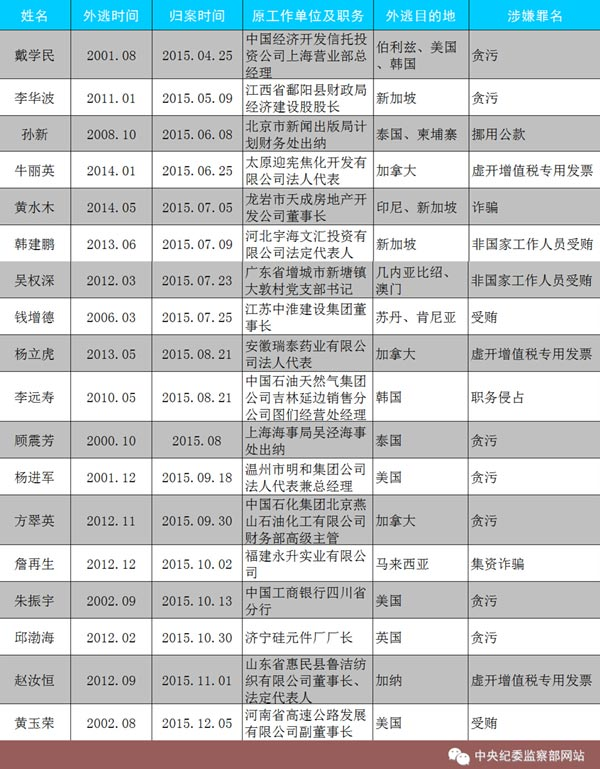 姓名 外逃时间 归案时间 原工作单位及职务 外逃目的地 涉嫌罪名
戴学民 2001.08 2015.04.25 中国经济开发信托投资公司上海营业部总经理 伯利兹、美国、韩国 贪污
李华波 2011.01 2015.05.09 江西省鄱阳县财政局经济建设股股长 新加坡 贪污
孙新 2008.10 2015.06.08 北京市新闻出版局计划财务处出纳 泰国、柬埔寨 挪用公款
牛丽英 2014.01 2015.06.25 太原迎宪焦化开发有限公司法人代表 加拿大 虚开增值税专用发票
黄水木 2014.05 2015.07.05 龙岩市天成房地产开发公司董事长 印尼、新加坡 诈骗
韩建鹏 2013.06 2015.07.09 河北宇海文汇投资有限公司法定代表人 新加坡 非国家工作人员受贿
吴权深 2012.03 2015.07.23 广东省增城市新塘镇大敦村党支部书记 几内亚比绍、澳门 非国家工作人员受贿
钱增德 2006.03 2015.07.25 江苏中淮建设集团董事长 苏丹、肯尼亚 受贿
杨立虎 2013.05 2015.08.21 安徽瑞泰药业有限公司法人代表 加拿大 虚开增值税专用发票
李远寿 2010.05 2015.08.21 中国石油天然气集团公司吉林延边销售分公司图们经营处经理 韩国 职务侵占
顾震芳 2000.10 2015.08 上海海事局吴泾海事处出纳 泰国 贪污
杨进军 2001.12 2015.09.18 温州市明和集团公司法人代表兼总经理 美国 贪污
方翠英 2012.11 2015.09.30 中国石化集团北京燕山石油化工有限公司财务部高级主管 加拿大 贪污
詹再生 2012.12 2015.10.02 福建永升实业有限公司 马来西亚 集资诈骗
朱振宇 2002.09 2015.10.13 中国工商银行四川省分行 美国 贪污
邱渤海 2012.02 2015.10.30 济宁硅元件厂厂长 英国 贪污
赵汝恒 2012.09 2015.11.01 山东省惠民县鲁洁纺织有限公司董事长、法定代表人 加纳 虚开增值税专用发票
黄玉荣 2002.08 2015.12.05 河南省高速公路发展有限公司副董事长 美国 受贿
中央纪委监察部网站